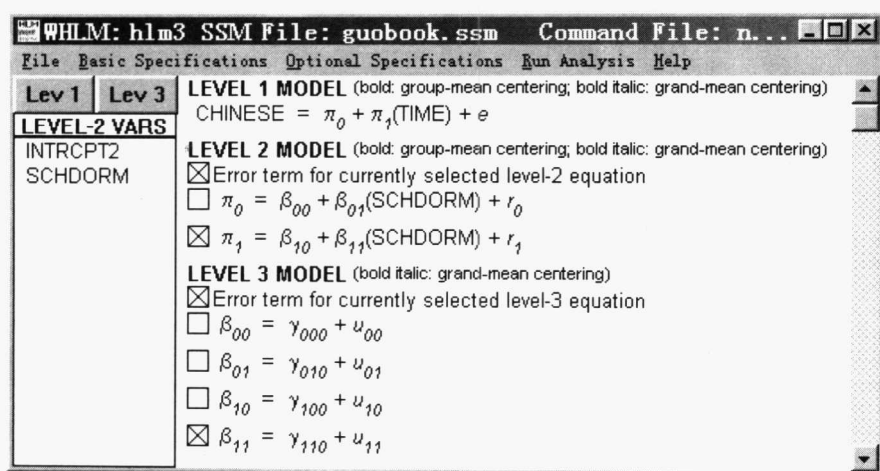 WHLM: hlm3 SSM File: guobook.ssm Command File: n...
File Basic Specifications Optional Specifications Run Analysis Help
Lev 1 Lev 3
LEVEL-2 VARS
INTRCPT2
SCHDORM
LEVEL 1 MODEL (bold: group-mean centering; bold italic: grand-mean centering)
CHINESE = π0 + π1(TIME) + e
LEVEL 2 MODEL (bold: group-mean centering; bold italic: grand-mean centering)
Error term for currently selected level-2 equation
π0 = β00 + β01(SCHDORM) + r0
π1 = β10 + β11(SCHDORM) + r1
LEVEL 3 MODEL (bold italic: grand-mean centering)
Error term for currently selected level-3 equation
β00 = γ000 + u00
β01 = γ010 + u01
β10 = γ100 + u10
β11 = γ110 + u11